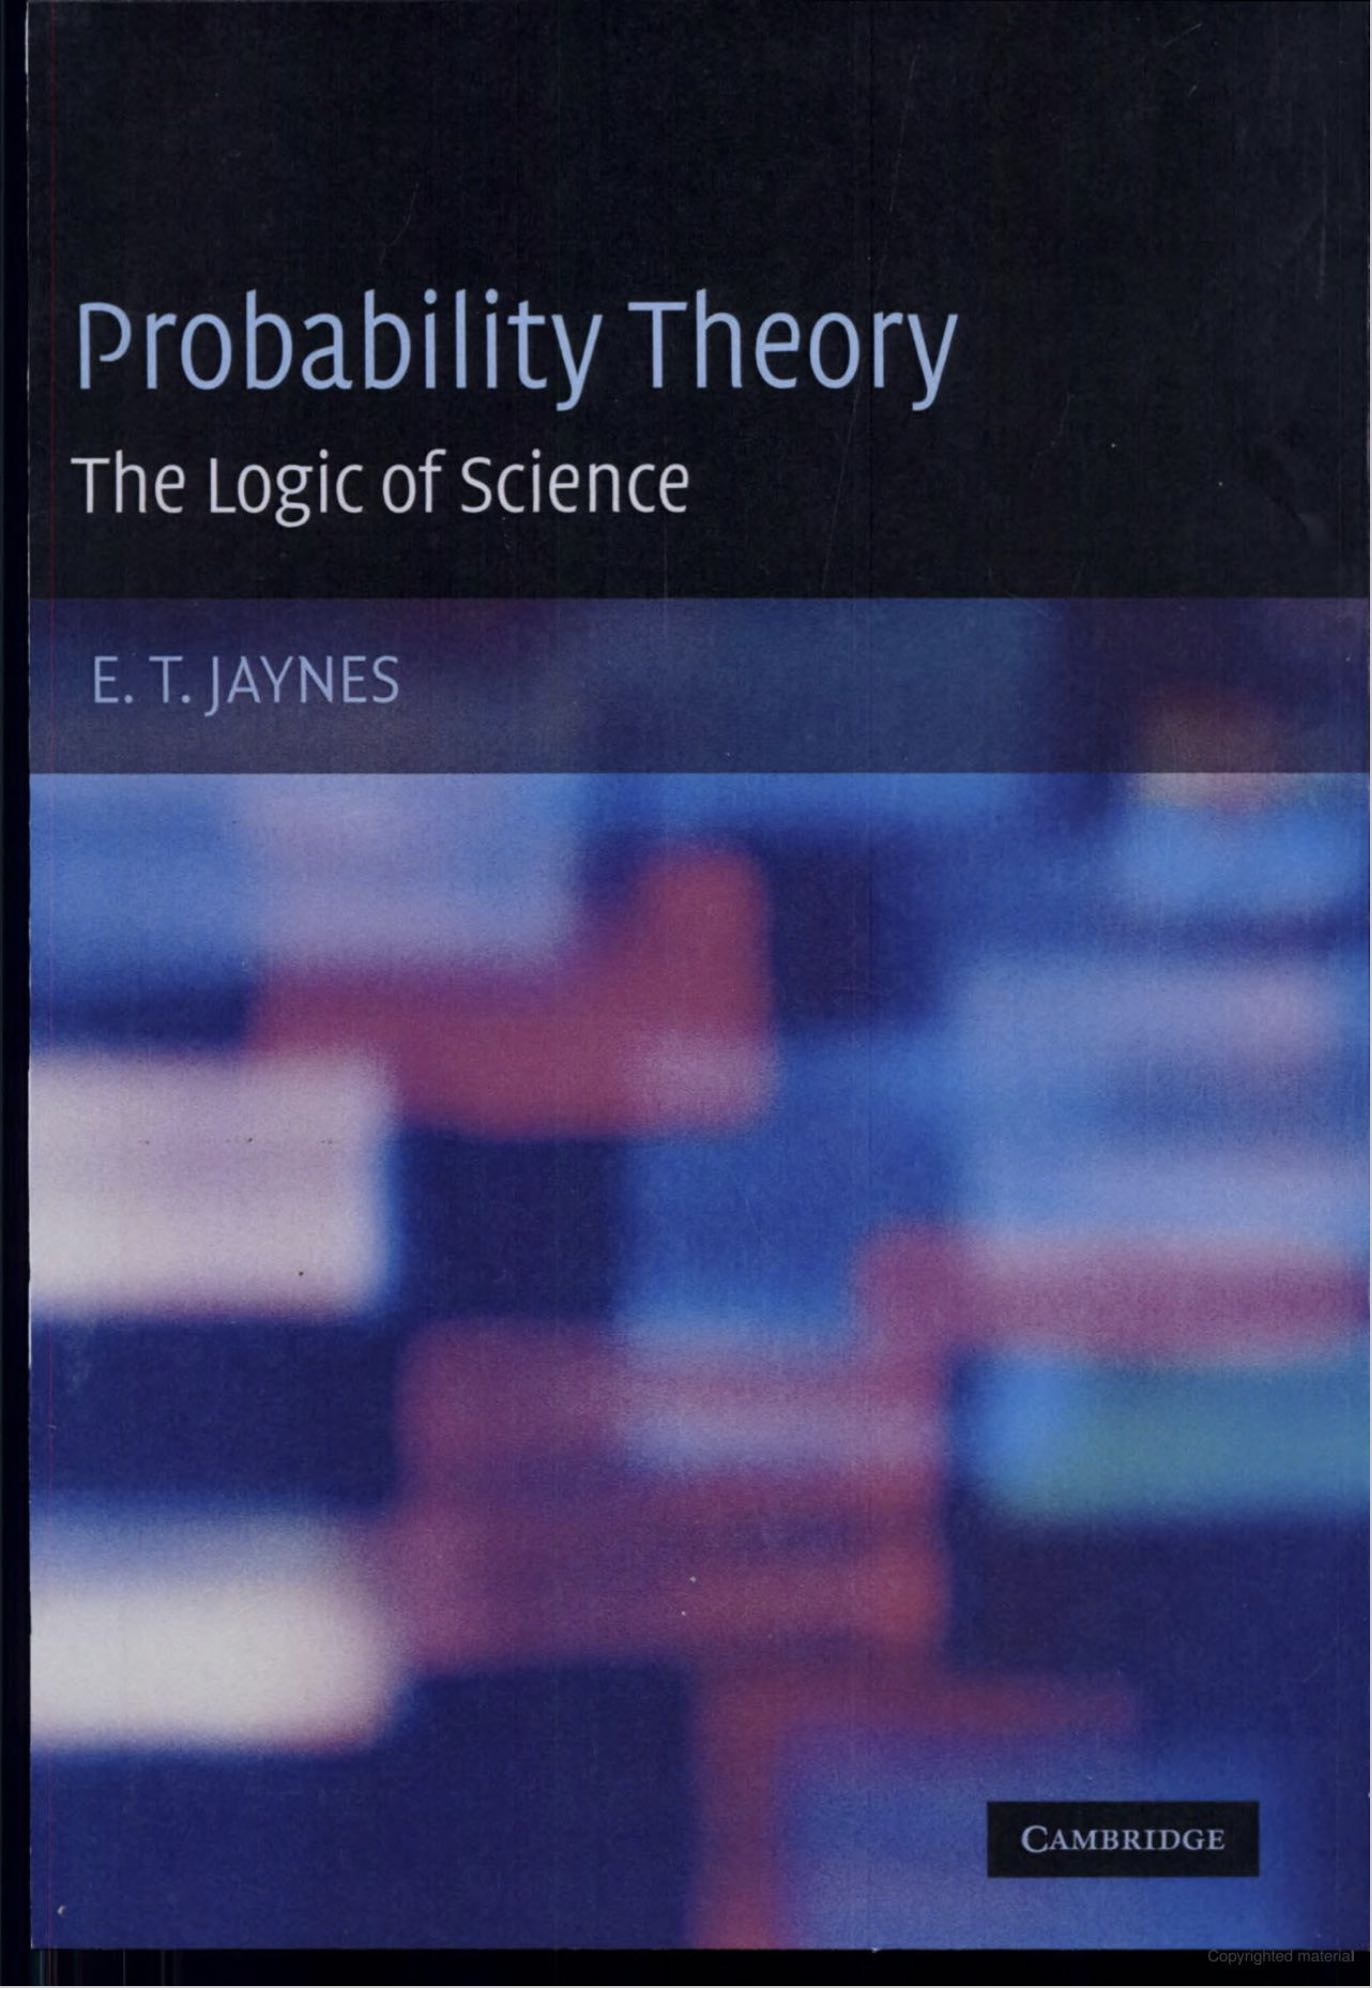 Probability Theory
The Logic of Science
E. T. JAYNES
CAMBRIDGE
Copyrighted material